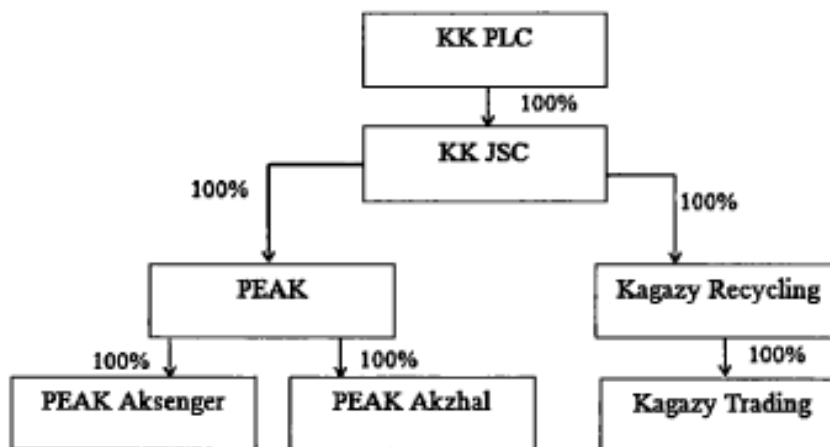 KK PLC
100%
KK JSC
100%
100%
PEAK
Kagazy Recycling
100%
100%
100%
PEAK Aksenger
PEAK Akzhal
Kagazy Trading